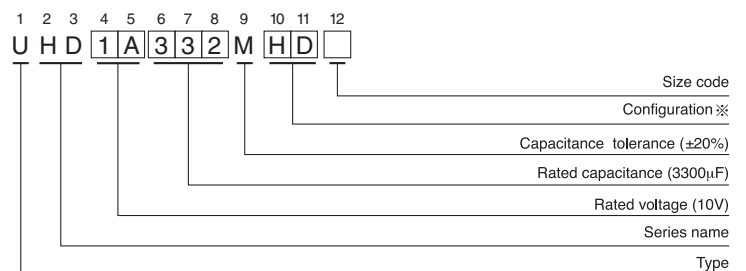 1 2 3 4 5 6 7 8 9 10 11 12
U H D 1 A 3 3 2 M H D
Size code
Configuration ※
Capacitance tolerance (±20%)
Rated capacitance (3300µF)
Rated voltage (10V)
Series name
Type